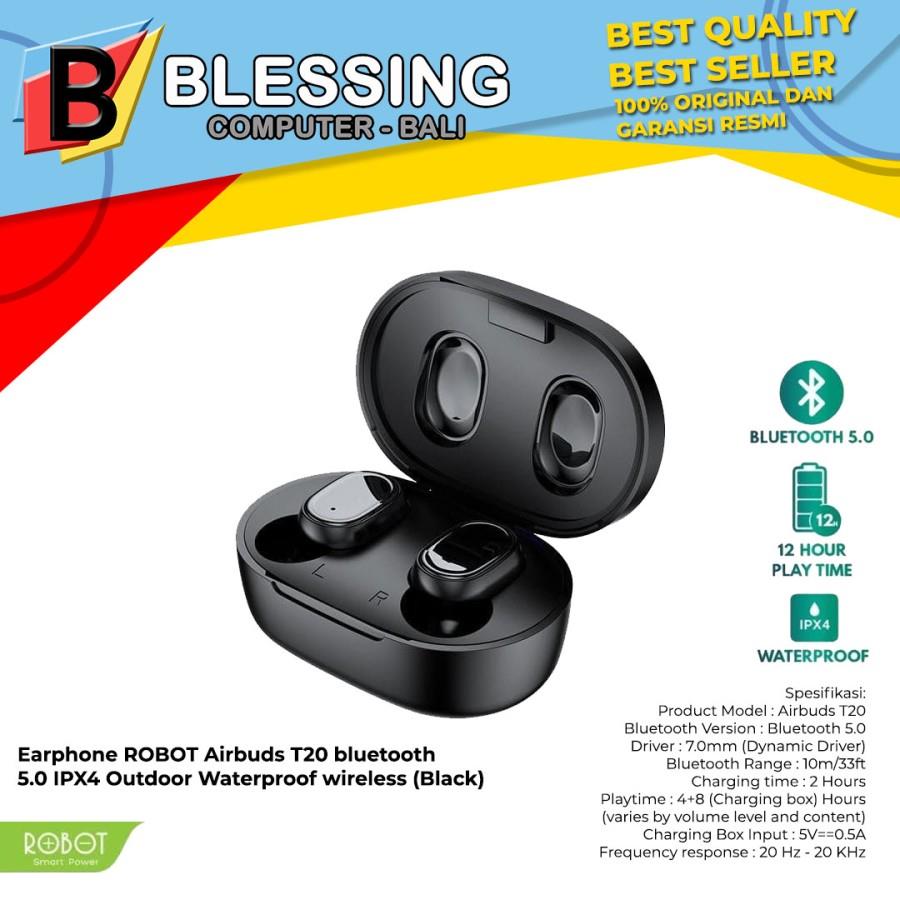 B BLESSING
COMPUTER - BALI
BEST QUALITY
BEST SELLER
100% ORIGINAL DAN
GARANSI RESMI
BLUETOOTH 5.0
12H
12 HOUR
PLAY TIME
IPX4
WATERPROOF
L
R
Earphone ROBOT Airbuds T20 bluetooth
5.0 IPX4 Outdoor Waterproof wireless (Black)
ROBOT
Smart Power
Spesifikasi:
Product Model : Airbuds T20
Bluetooth Version : Bluetooth 5.0
Driver : 7.0mm (Dynamic Driver)
Bluetooth Range : 10m/33ft
Charging time : 2 Hours
Playtime : 4+8 (Charging box) Hours
(varies by volume level and content)
Charging Box Input : 5V==0.5A
Frequency response : 20 Hz - 20 KHz